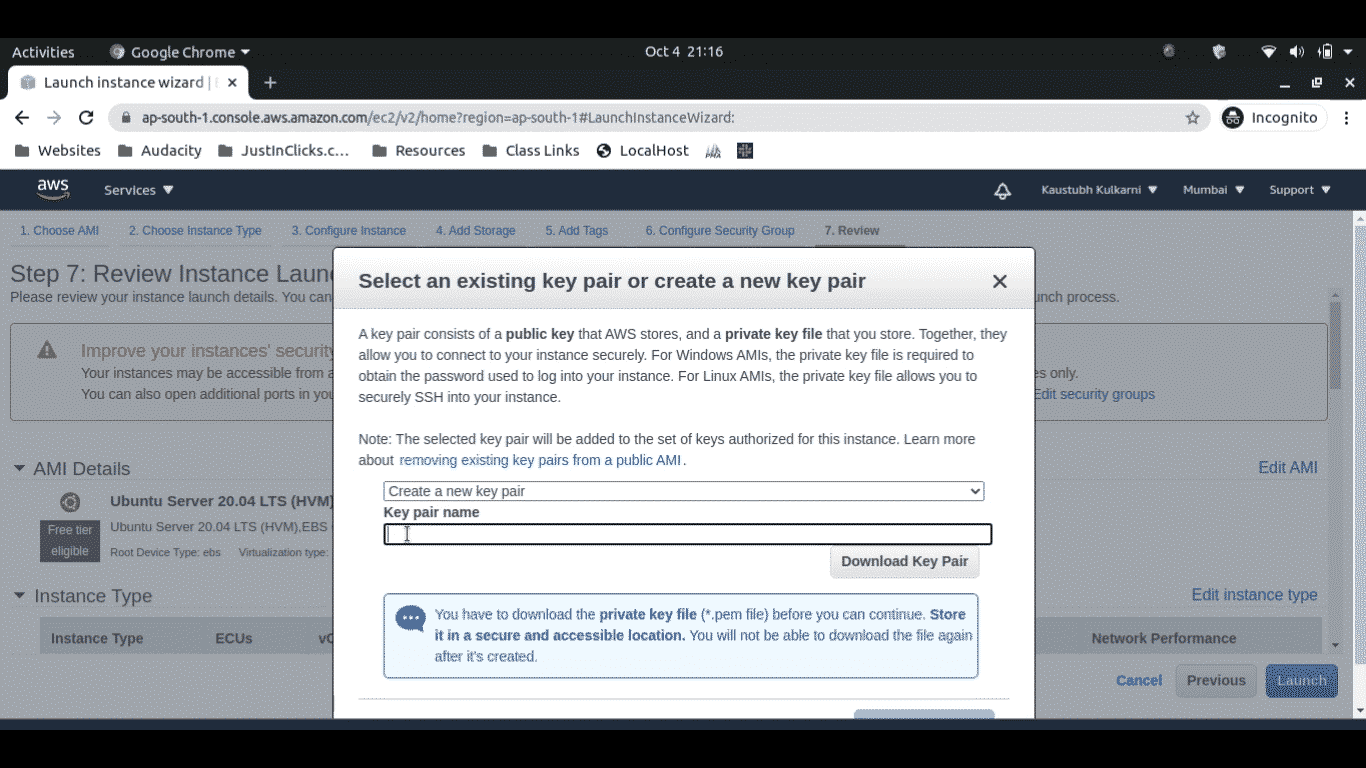 Activities Google Chrome Oct 4 21:16
Launch instance wizard |
ap-south-1.console.aws.amazon.com/ec2/v2/home?region=ap-south-1#LaunchInstanceWizard: Incognito
Websites Audacity JustInClicks.c... Resources Class Links LocalHost
aws Services Kaustubh Kulkarni Mumbai Support
1. Choose AMI 2. Choose Instance Type 3. Configure Instance 4. Add Storage 5. Add Tags 6. Configure Security Group 7. Review
Step 7: Review Instance
Please review your instance launch details. You can
Improve your instances' security
Your instances may be accessible from
You can also open additional ports in
Edit security groups
AMI Details Edit AMI
Ubuntu Server 20.04 LTS (HVM)
Free tier eligible
Ubuntu Server 20.04 LTS (HVM),EBS
Root Device Type: ebs Virtualization type:
Instance Type Edit instance type
Instance Type ECUs Network Performance
Cancel Previous Launch
Select an existing key pair or create a new key pair
A key pair consists of a public key that AWS stores, and a private key file that you store. Together, they
allow you to connect to your instance securely. For Windows AMIs, the private key file is required to
obtain the password used to log into your instance. For Linux AMIs, the private key file allows you to
securely SSH into your instance.
Note: The selected key pair will be added to the set of keys authorized for this instance. Learn more
about removing existing key pairs from a public AMI.
Create a new key pair
Key pair name
Download Key Pair
You have to download the private key file (*.pem file) before you can continue. Store
it in a secure and accessible location. You will not be able to download the file again
after it's created.